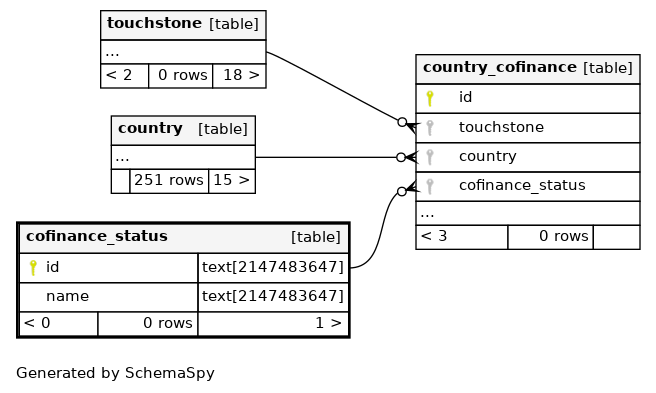 touchstone [table]
...
< 2 0 rows 18 >
country [table]
...
251 rows 15 >
cofinance_status [table]
id text[2147483647]
name text[2147483647]
< 0 0 rows 1 >
country_cofinance [table]
id
touchstone
country
cofinance_status
...
< 3 0 rows
Generated by SchemaSpy